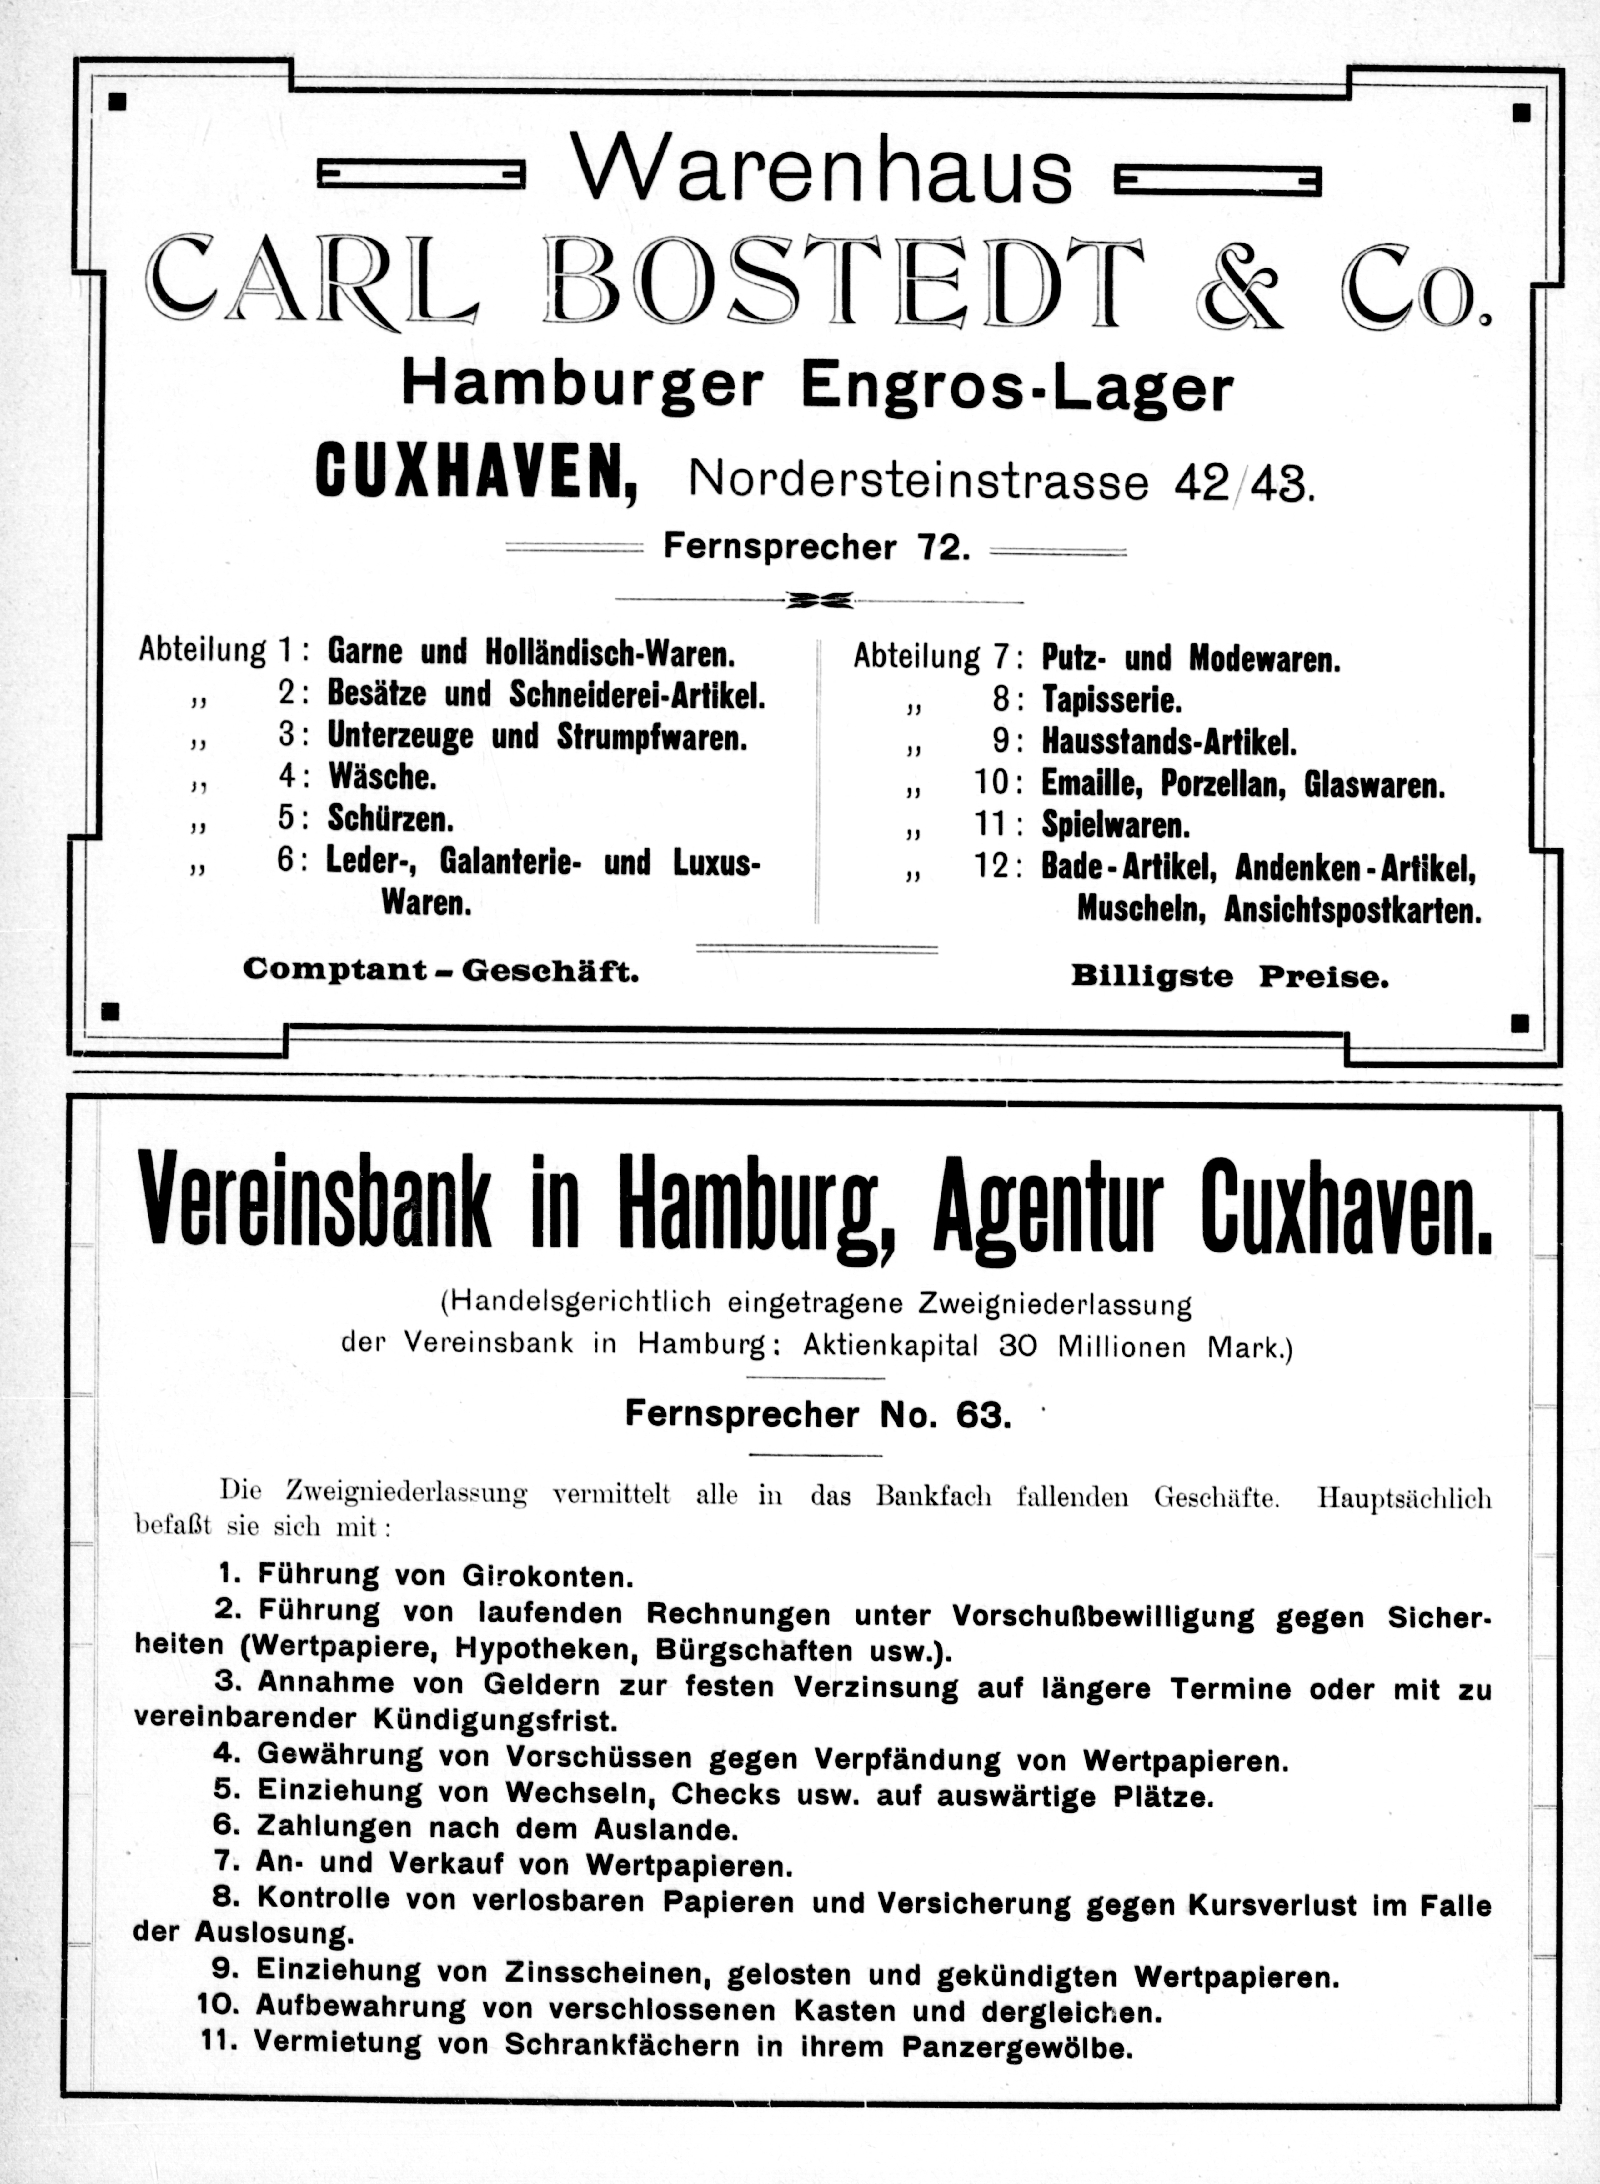 Warenhaus
CARL BOSTEDT & Co.
Hamburger Engros-Lager
CUXHAVEN, Nordersteinstrasse 42/43.
Fernsprecher 72.
Abteilung 1: Garne und Holländisch-Waren.
„ 2: Besätze und Schneiderei-Artikel.
„ 3: Unterzeuge und Strumpfwaren.
„ 4: Wäsche.
„ 5: Schürzen.
„ 6: Leder-, Galanterie- und Luxus-
Waren.
Abteilung 7: Putz- und Modewaren.
„ 8: Tapisserie.
„ 9: Hausstands-Artikel.
„ 10: Emaille, Porzellan, Glaswaren.
„ 11: Spielwaren.
„ 12: Bade-Artikel, Andenken-Artikel,
Muscheln, Ansichtspostkarten.
Comptant-Geschäft. Billigste Preise.
Vereinsbank in Hamburg, Agentur Cuxhaven.
(Handelsgerichtlich eingetragene Zweigniederlassung
der Vereinsbank in Hamburg: Aktienkapital 30 Millionen Mark.)
Fernsprecher No. 63.
Die Zweigniederlassung vermittelt alle in das Bankfach fallenden Geschäfte. Hauptsächlich
befaßt sie sich mit:
1. Führung von Girokonten.
2. Führung von laufenden Rechnungen unter Vorschußbewilligung gegen Sicher-
heiten (Wertpapiere, Hypotheken, Bürgschaften usw.).
3. Annahme von Geldern zur festen Verzinsung auf längere Termine oder mit zu
vereinbarender Kündigungsfrist.
4. Gewährung von Vorschüssen gegen Verpfändung von Wertpapieren.
5. Einziehung von Wechseln, Checks usw. auf auswärtige Plätze.
6. Zahlungen nach dem Auslande.
7. An- und Verkauf von Wertpapieren.
8. Kontrolle von verlosbaren Papieren und Versicherung gegen Kursverlust im Falle
der Auslosung.
9. Einziehung von Zinsscheinen, gelosten und gekündigten Wertpapieren.
10. Aufbewahrung von verschlossenen Kasten und dergleichen.
11. Vermietung von Schrankfächern in ihrem Panzergewölbe.